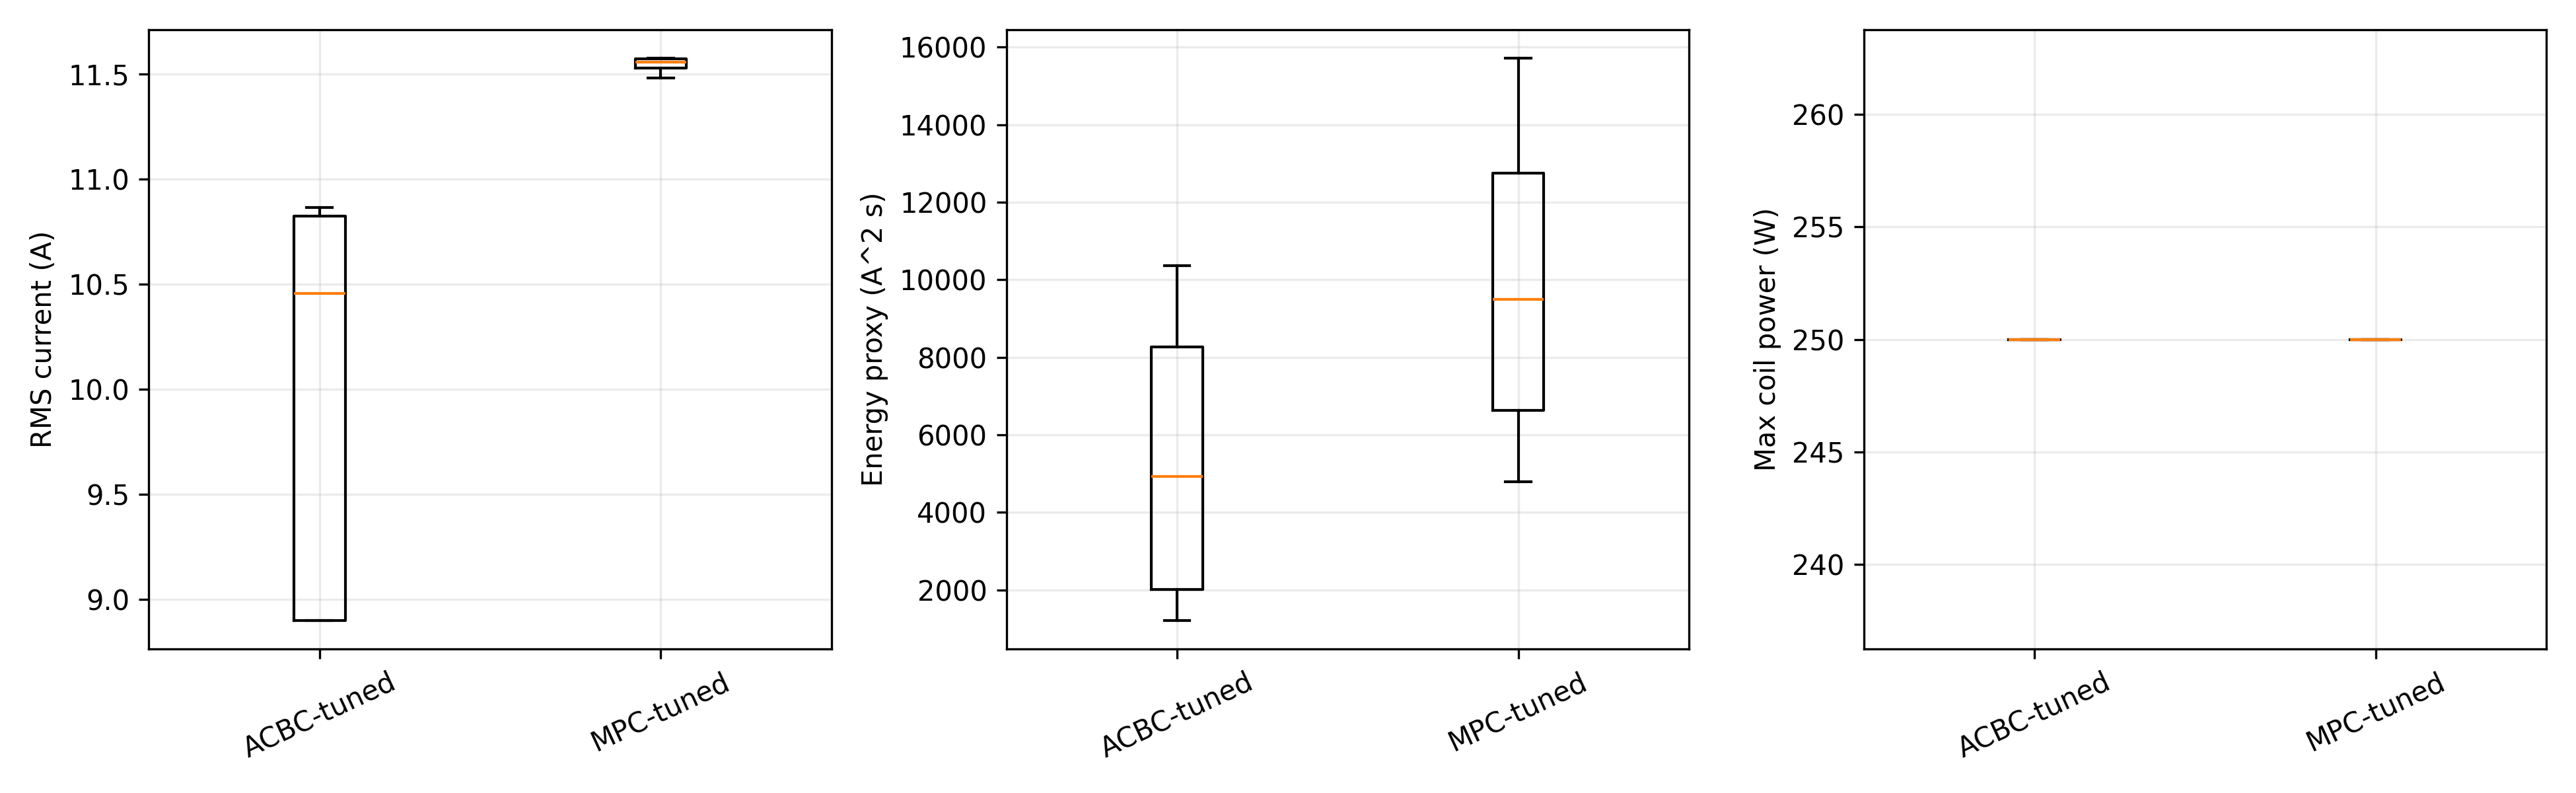 RMS current (A)
11.5
11.0
10.5
10.0
9.5
9.0
ACBC-tuned
MPC-tuned
Energy proxy (A^2 s)
16000
14000
12000
10000
8000
6000
4000
2000
ACBC-tuned
MPC-tuned
Max coil power (W)
260
255
250
245
240
ACBC-tuned
MPC-tuned